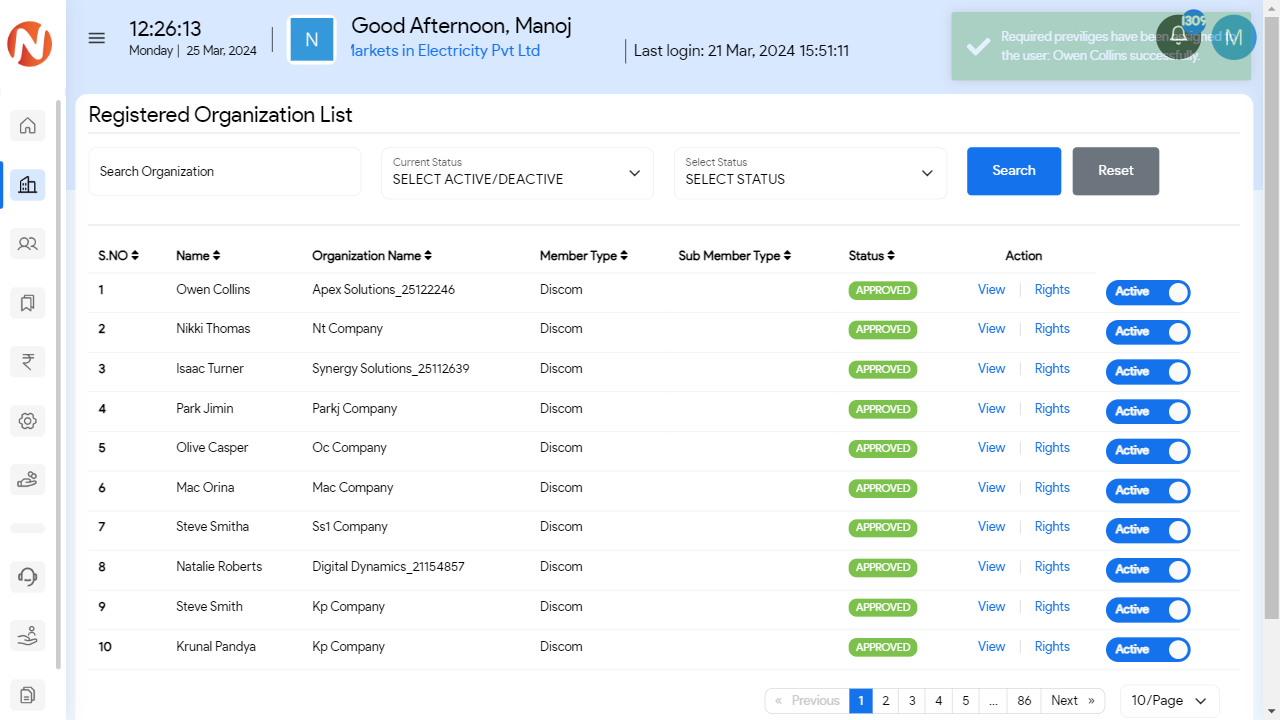 12:26:13
Monday | 25 Mar, 2024
N
Good Afternoon, Manoj
arkets in Electricity Pvt Ltd
Last login: 21 Mar, 2024 15:51:11
Required previliges have been assigned to
the user: Owen Collins successfully.
M
Registered Organization List
Search Organization
Current Status
SELECT ACTIVE/DEACTIVE
Select Status
SELECT STATUS
Search
Reset
S.NO Name Organization Name Member Type Sub Member Type Status Action
1 Owen Collins Apex Solutions_25122246 Discom APPROVED View Rights Active
2 Nikki Thomas Nt Company Discom APPROVED View Rights Active
3 Isaac Turner Synergy Solutions_25112639 Discom APPROVED View Rights Active
4 Park Jimin Parkj Company Discom APPROVED View Rights Active
5 Olive Casper Oc Company Discom APPROVED View Rights Active
6 Mac Orina Mac Company Discom APPROVED View Rights Active
7 Steve Smitha Ss1 Company Discom APPROVED View Rights Active
8 Natalie Roberts Digital Dynamics_21154857 Discom APPROVED View Rights Active
9 Steve Smith Kp Company Discom APPROVED View Rights Active
10 Krunal Pandya Kp Company Discom APPROVED View Rights Active
« Previous 1 2 3 4 5 ... 86 Next » 10/Page